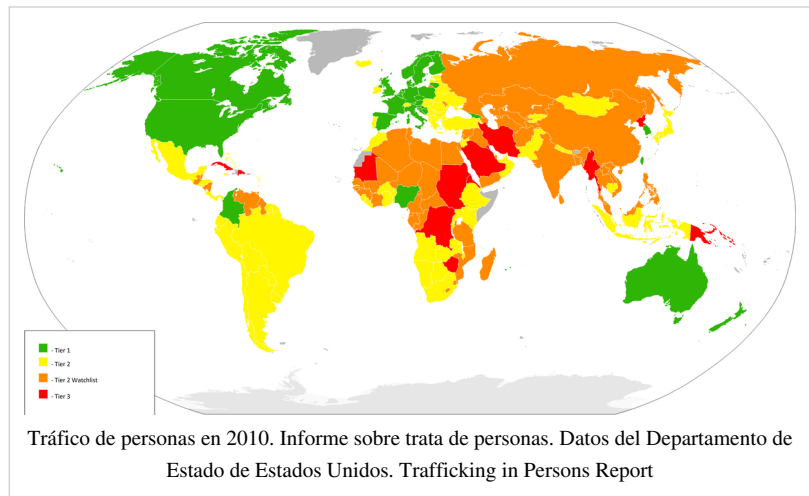 - Tier 1
- Tier 2
- Tier 2 Watchlist
- Tier 3
Tráfico de personas en 2010. Informe sobre trata de personas. Datos del Departamento de
Estado de Estados Unidos. Trafficking in Persons Report